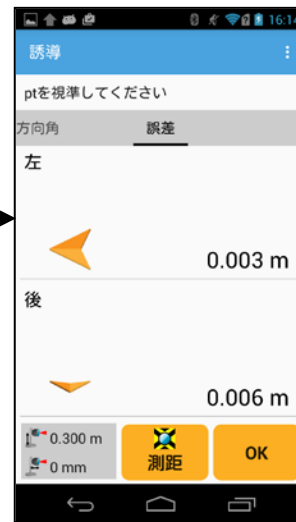 16:14
誘導
ptを視準してください
方向角 誤差
左
0.003 m
後
0.006 m
0.300 m
0 mm
測距
OK